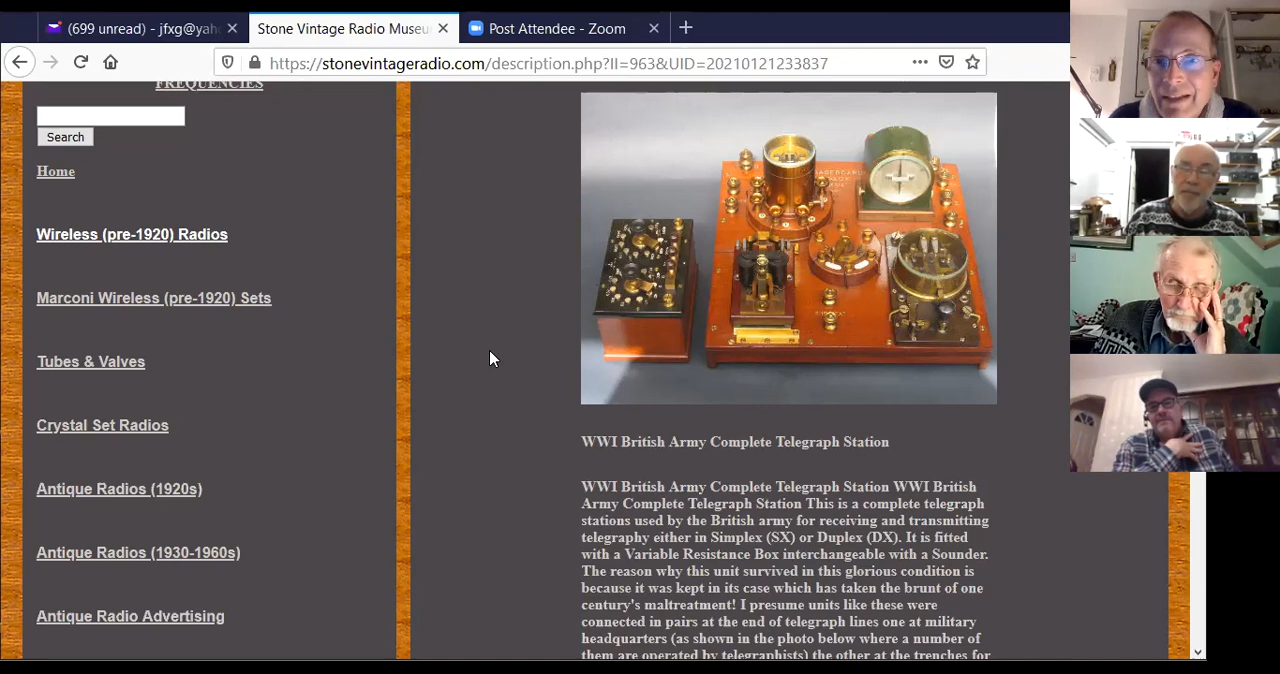 (699 unread) - jfxg@yaho
Stone Vintage Radio Museu
Post Attendee - Zoom
https://stonevintageradio.com/description.php?II=963&UID=20210121233837
FREQUENCIES
Search
Home
Wireless (pre-1920) Radios
Marconi Wireless (pre-1920) Sets
Tubes & Valves
Crystal Set Radios
Antique Radios (1920s)
Antique Radios (1930-1960s)
Antique Radio Advertising
WWI British Army Complete Telegraph Station
WWI British Army Complete Telegraph Station WWI British
Army Complete Telegraph Station This is a complete telegraph
stations used by the British army for receiving and transmitting
telegraphy either in Simplex (SX) or Duplex (DX). It is fitted
with a Variable Resistance Box interchangeable with a Sounder.
The reason why this unit survived in this glorious condition is
because it was kept in its case which has taken the brunt of one
century's maltreatment! I presume units like these were
connected in pairs at the end of telegraph lines one at military
headquarters (as shown in the photo below where a number of
them are operated by telegraphists) the other at the trenches for